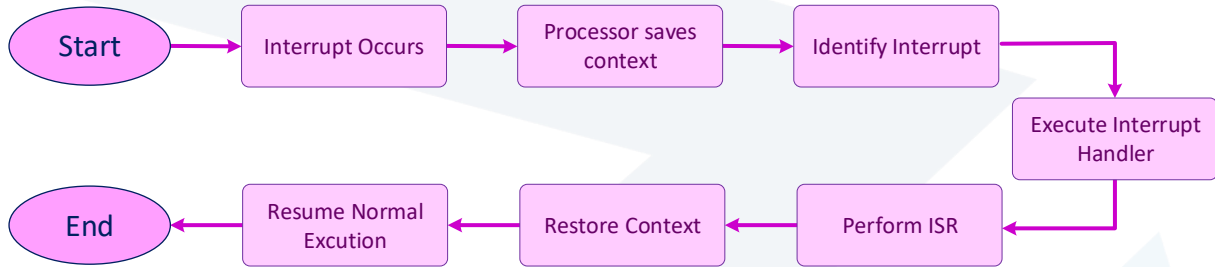 Start
Interrupt Occurs
Processor saves
context
Identify Interrupt
Execute Interrupt
Handler
Perform ISR
Restore Context
Resume Normal
Excution
End